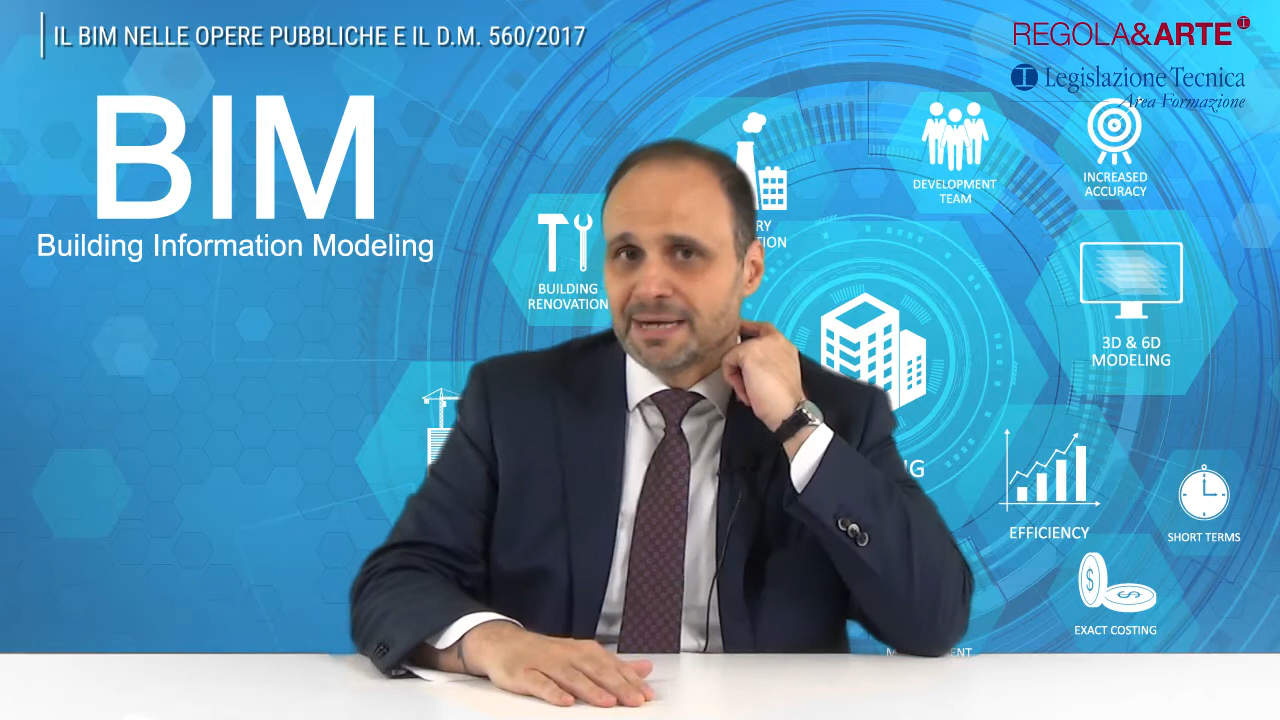 IL BIM NELLE OPERE PUBBLICHE E IL D.M. 560/2017
REGOLA&ARTE
Legislazione Tecnica
Area Formazione
BIM
Building Information Modeling
DEVELOPMENT
TEAM
INCREASED
ACCURACY
BUILDING
RENOVATION
3D & 6D
MODELING
EFFICIENCY
SHORT TERMS
EXACT COSTING